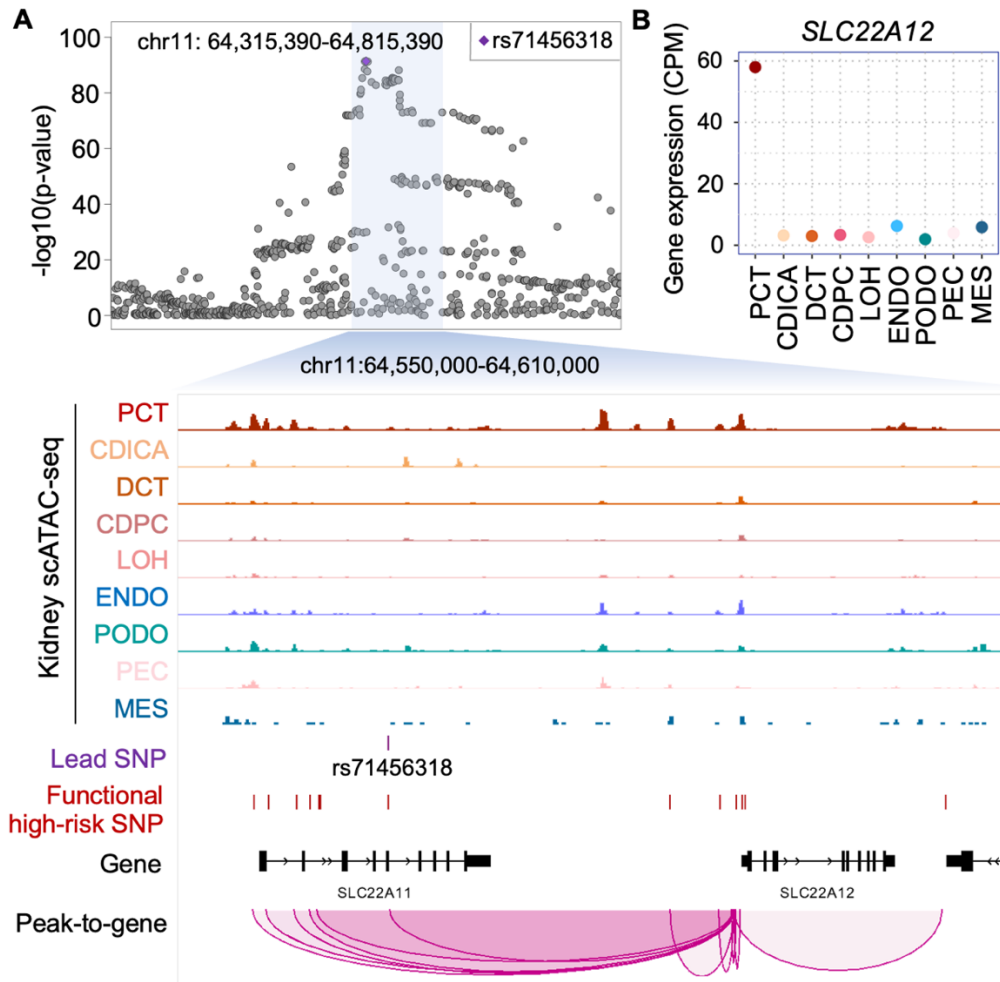 A
chr11: 64,315,390-64,815,390
rs71456318
-log10(p-value)
100
80
60
40
20
0
B
SLC22A12
Gene expression (CPM)
60
40
20
0
PCT
CDICA
DCT
CDPC
LOH
ENDO
PODO
PEC
MES
chr11:64,550,000-64,610,000
Kidney scATAC-seq
PCT
CDICA
DCT
CDPC
LOH
ENDO
PODO
PEC
MES
Lead SNP
rs71456318
Functional
high-risk SNP
Gene
SLC22A11
SLC22A12
Peak-to-gene